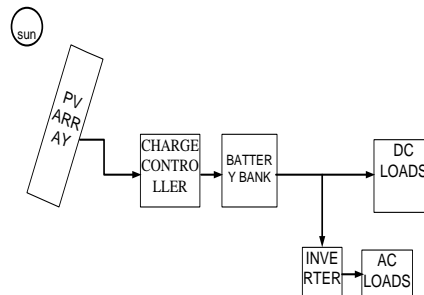 sun
PV
ARR
AY
CHARGE
CONTRO
LLER
BATTER
Y BANK
DC
LOADS
INVE
RTER
AC
LOADS